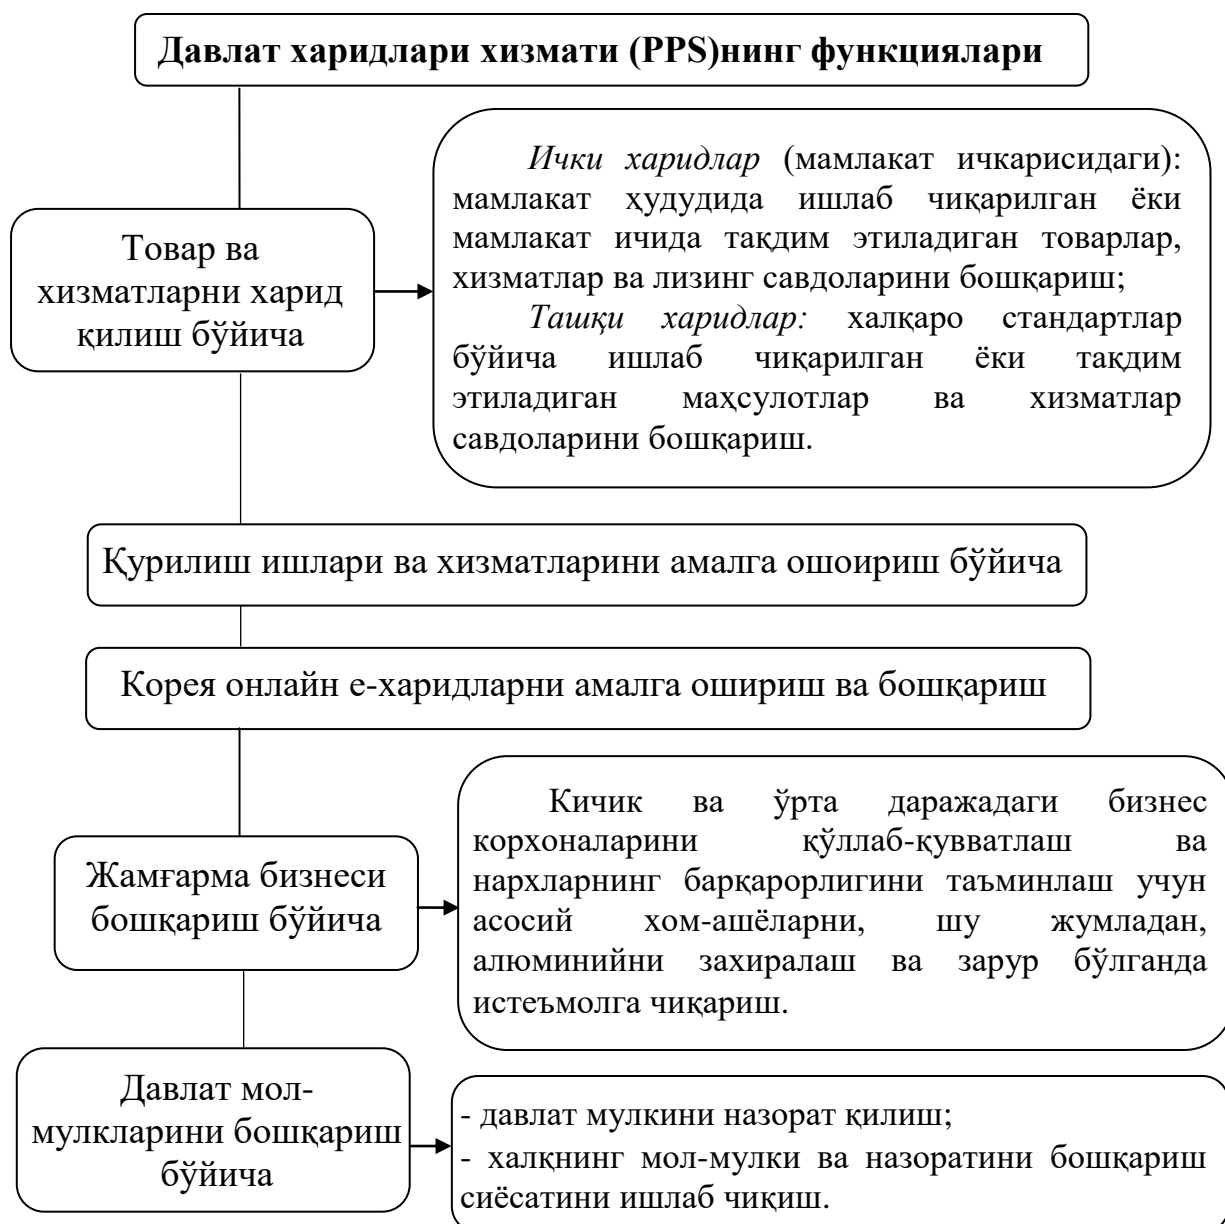 Давлат харидлари хизмати (PPS)нинг функциялари
Товар ва
хизматларни харид
қилиш бўйича
Ички харидлар (мамлакат ичкарисидаги):
мамлакат ҳудудида ишлаб чиқарилган ёки
мамлакат ичида тақдим этиладиган товарлар,
хизматлар ва лизинг савдоларини бошқариш;
Ташқи харидлар: халқаро стандартлар
бўйича ишлаб чиқарилган ёки тақдим
этиладиган маҳсулотлар ва хизматлар
савдоларини бошқариш.
Қурилиш ишлари ва хизматларини амалга ошоириш бўйича
Корея онлайн е-харидларни амалга ошириш ва бошқариш
Жамғарма бизнеси
бошқариш бўйича
Кичик ва ўрта даражадаги бизнес
корхоналарини қўллаб-қувватлаш ва
нархларнинг барқарорлигини таъминлаш учун
асосий хом-ашёларни, шу жумладан,
алюминийни захиралаш ва зарур бўлганда
истеъмолга чиқариш.
Давлат мол-
мулкларини бошқариш
бўйича
- давлат мулкини назорат қилиш;
- халқнинг мол-мулки ва назоратини бошқариш
сиёсатини ишлаб чиқиш.